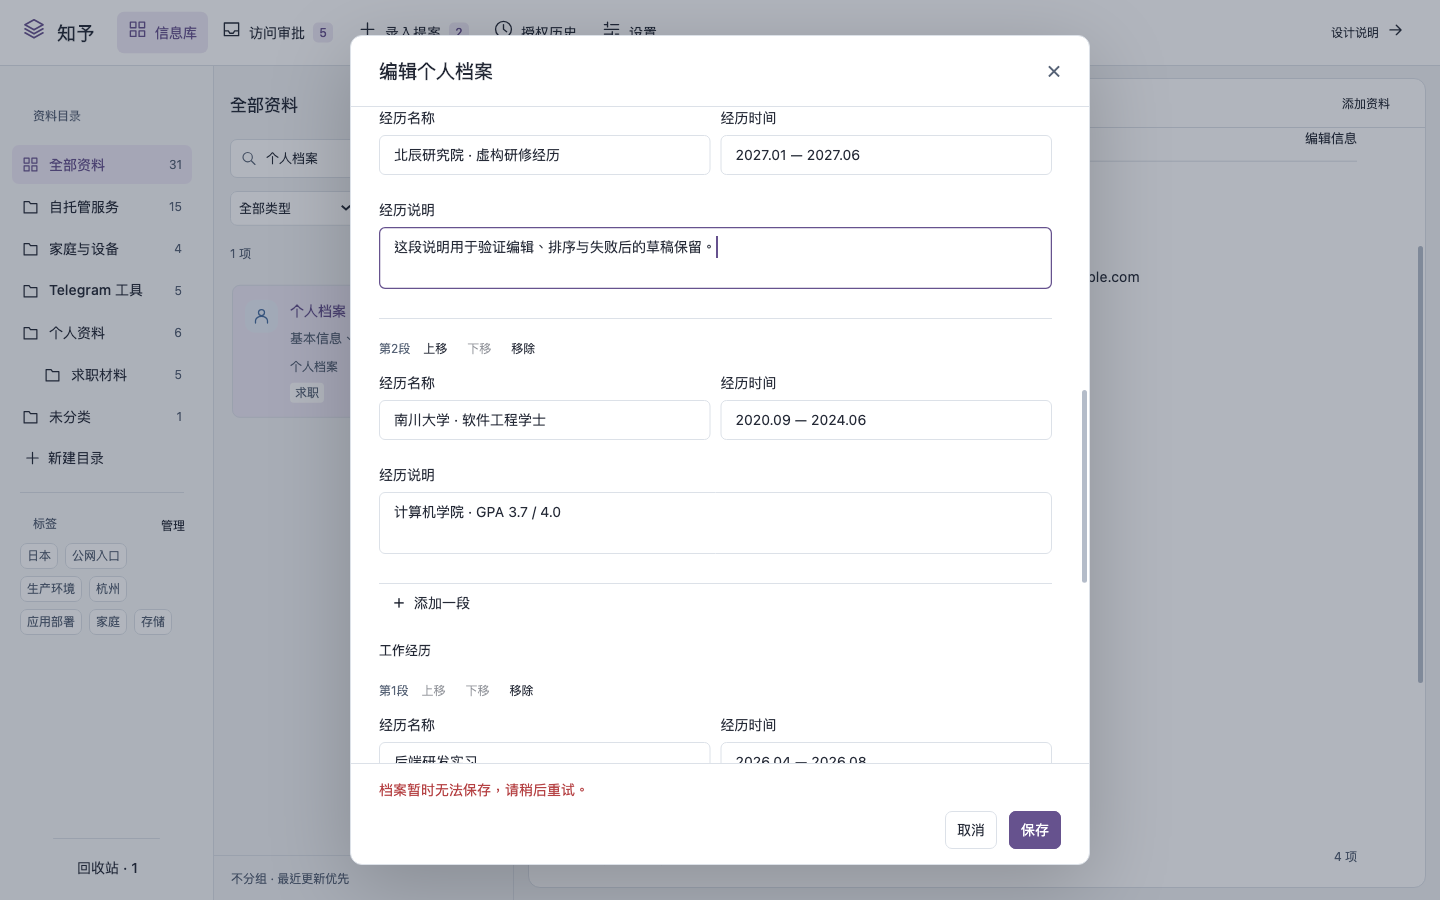 知予
信息库
访问审批 5
录入提案 2
授权历史
设置
设计说明
资料目录
全部资料 31
自托管服务 15
家庭与设备 4
Telegram 工具 5
个人资料 6
求职材料 5
未分类 1
新建目录
标签 管理
日本 公网入口
生产环境 杭州
应用部署 家庭 存储
回收站 · 1
全部资料
个人档案
全部类型
1 项
个人档案
基本信息、
个人档案
求职
不分组 · 最近更新优先
添加资料
编辑信息
ple.com
4 项
编辑个人档案
经历名称 经历时间
北辰研究院 · 虚构研修经历 2027.01 — 2027.06
经历说明
这段说明用于验证编辑、排序与失败后的草稿保留。
第2段 上移 下移 移除
经历名称 经历时间
南川大学 · 软件工程学士 2020.09 — 2024.06
经历说明
计算机学院 · GPA 3.7 / 4.0
添加一段
工作经历
第1段 上移 下移 移除
经历名称 经历时间
后端研发实习 2026.04 — 2026.08
档案暂时无法保存，请稍后重试。
取消 保存